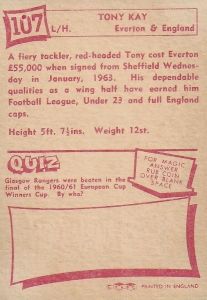 107
TONY KAY
L/H. Everton & England
A fiery tackler, red-headed Tony cost Everton
£55,000 when signed from Sheffield Wednes-
day in January, 1963. His dependable
qualities as a wing half have earned him
Football League, Under 23 and full England
caps.
Height 5ft. 7½ins. Weight 12st.
QUIZ
Glasgow Rangers were beaten in the
final of the 1960/61 European Cup
Winners Cup. By who?
FOR MAGIC
ANSWER
RUB COIN
OVER BLANK
SPACE
PRINTED IN ENGLAND